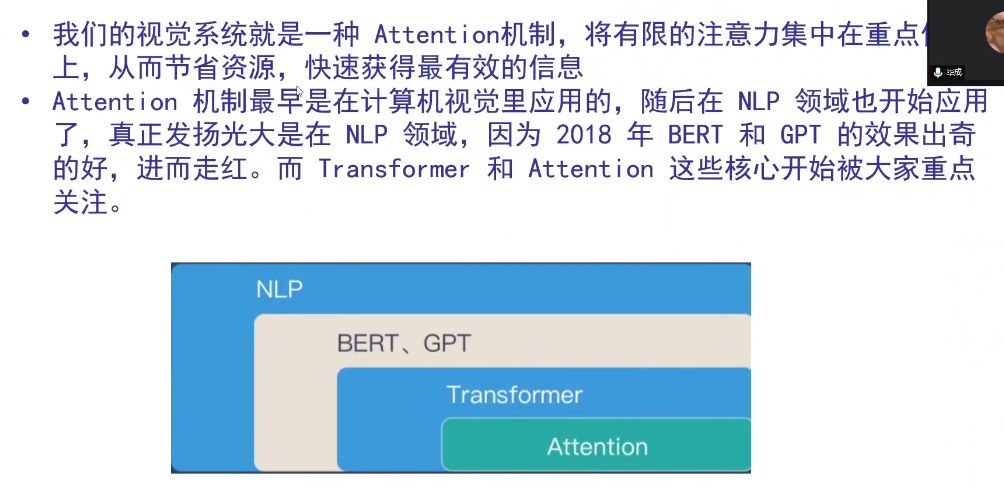 • 我们的视觉系统就是一种 Attention机制，将有限的注意力集中在重点
上，从而节省资源，快速获得最有效的信息
• Attention 机制最早是在计算机视觉里应用的，随后在 NLP 领域也开始应用
了，真正发扬光大是在 NLP 领域，因为 2018 年 BERT 和 GPT 的效果出奇
的好，进而走红。而 Transformer 和 Attention 这些核心开始被大家重点
关注。
NLP
BERT、GPT
Transformer
Attention